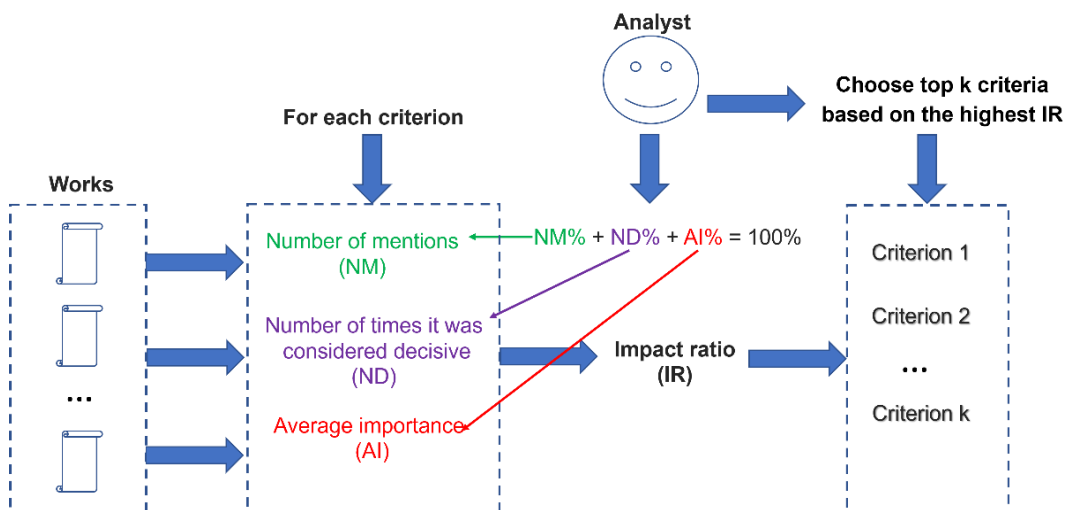 Analyst
Choose top k criteria
based on the highest IR
For each criterion
Works
Number of mentions
(NM)
NM% + ND% + AI% = 100%
Number of times it was
considered decisive
(ND)
Average importance
(AI)
Impact ratio
(IR)
Criterion 1
Criterion 2
...
Criterion k
...